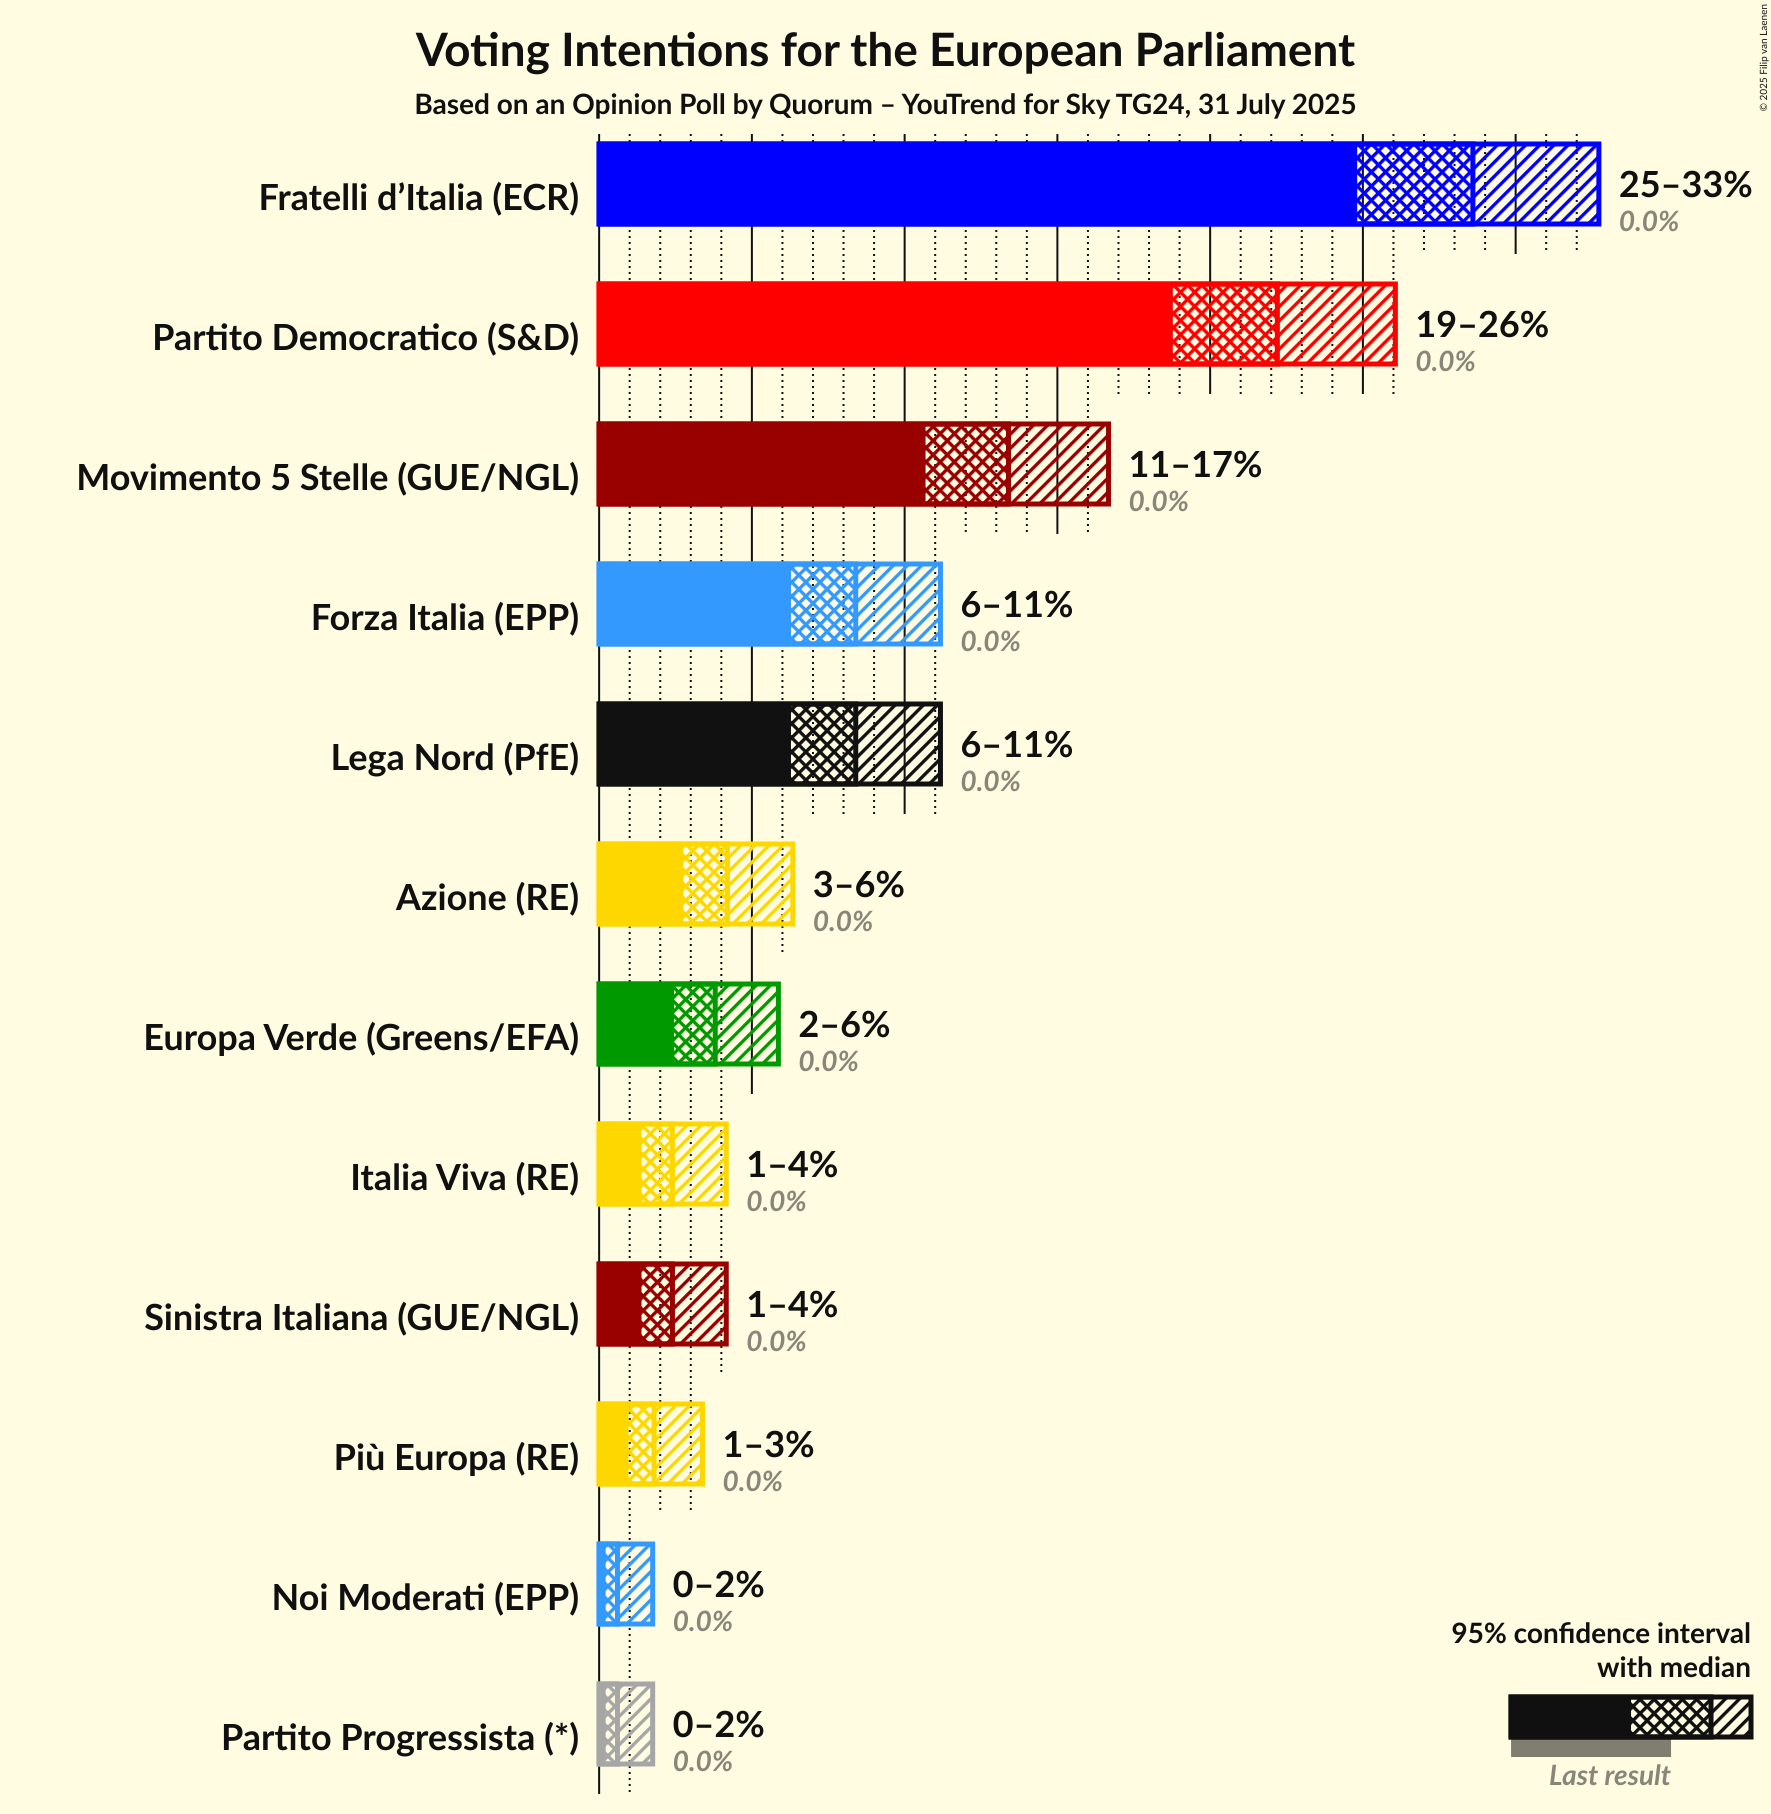 Voting Intentions for the European Parliament
Based on an Opinion Poll by Quorum – YouTrend for Sky TG24, 31 July 2025
© 2025 Filip van Laenen
Fratelli d’Italia (ECR)
25–33%
0.0%
Partito Democratico (S&D)
19–26%
0.0%
Movimento 5 Stelle (GUE/NGL)
11–17%
0.0%
Forza Italia (EPP)
6–11%
0.0%
Lega Nord (PfE)
6–11%
0.0%
Azione (RE)
3–6%
0.0%
Europa Verde (Greens/EFA)
2–6%
0.0%
Italia Viva (RE)
1–4%
0.0%
Sinistra Italiana (GUE/NGL)
1–4%
0.0%
Più Europa (RE)
1–3%
0.0%
Noi Moderati (EPP)
0–2%
0.0%
Partito Progressista (*)
0–2%
0.0%
95% confidence interval
with median
Last result